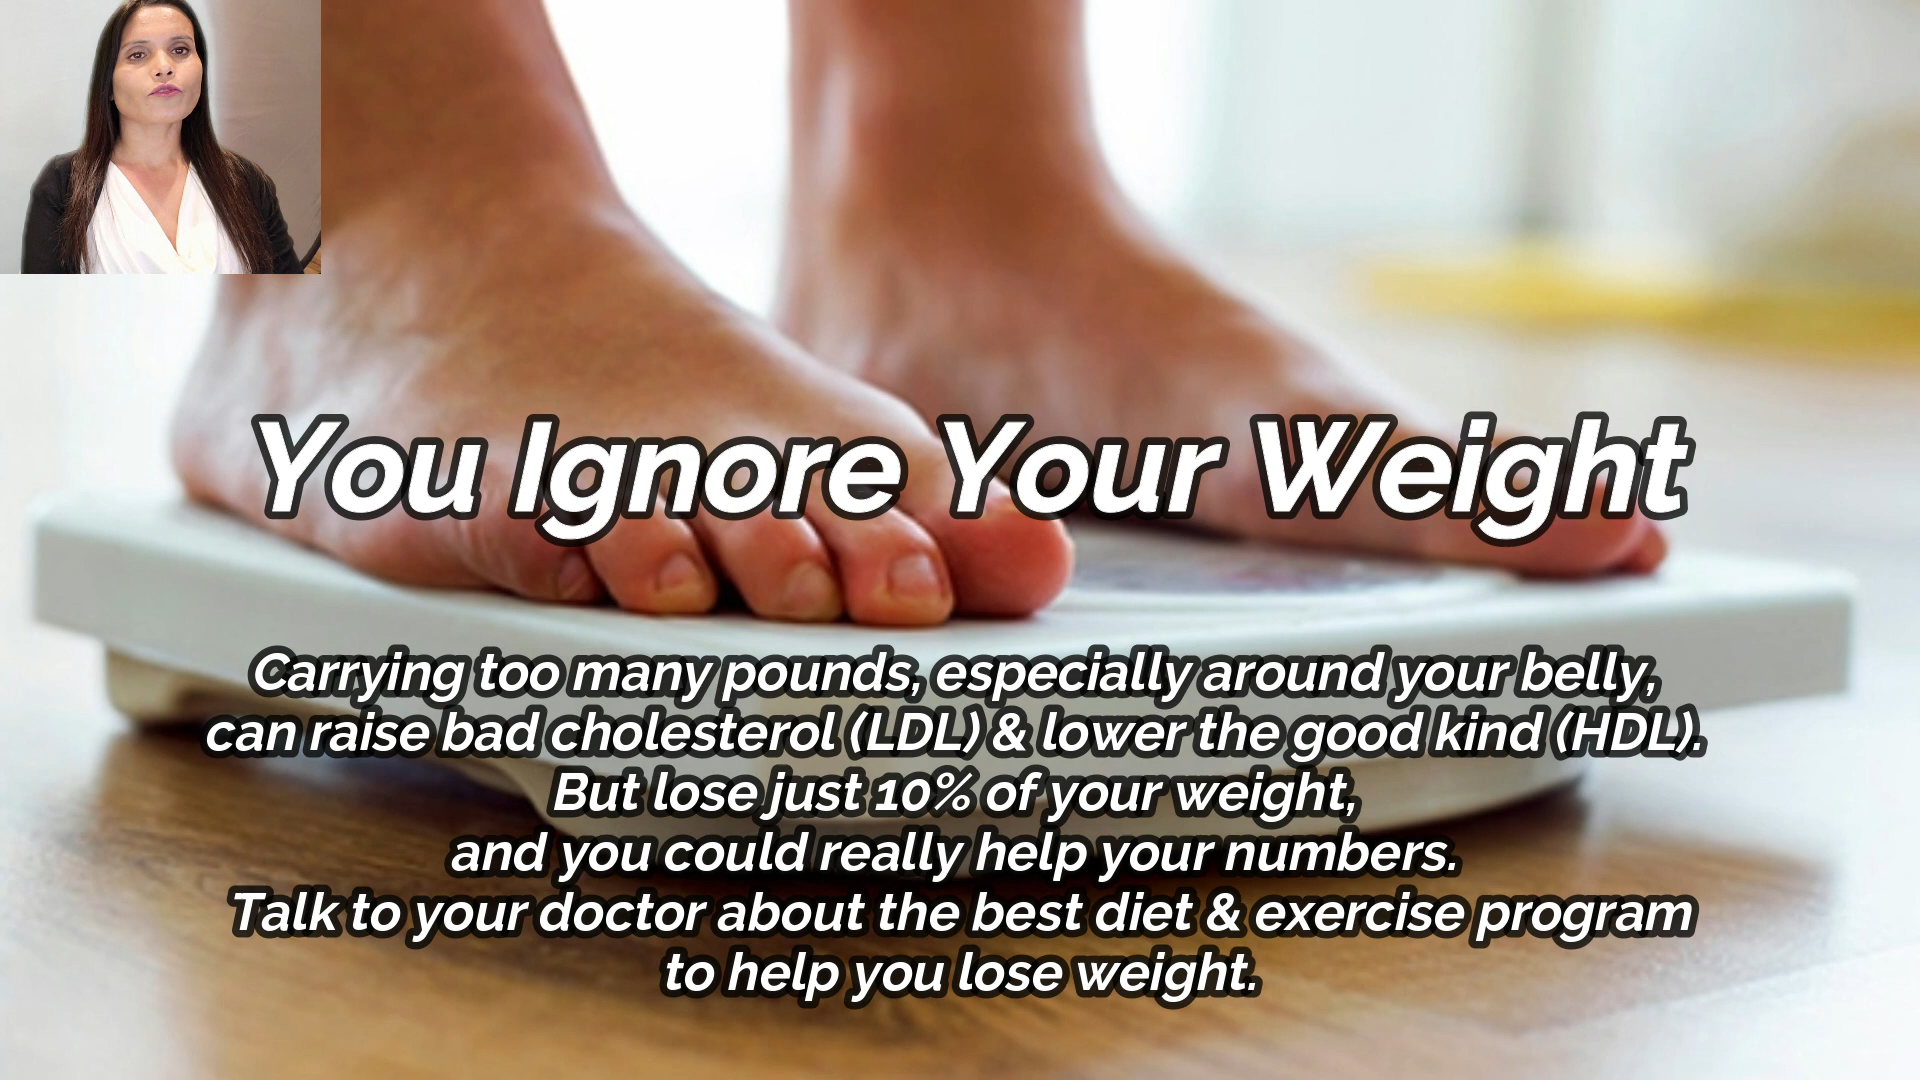 You Ignore Your Weight
Carrying too many pounds, especially around your belly,
can raise bad cholesterol (LDL) & lower the good kind (HDL).
But lose just 10% of your weight,
and you could really help your numbers.
Talk to your doctor about the best diet & exercise program
to help you lose weight.